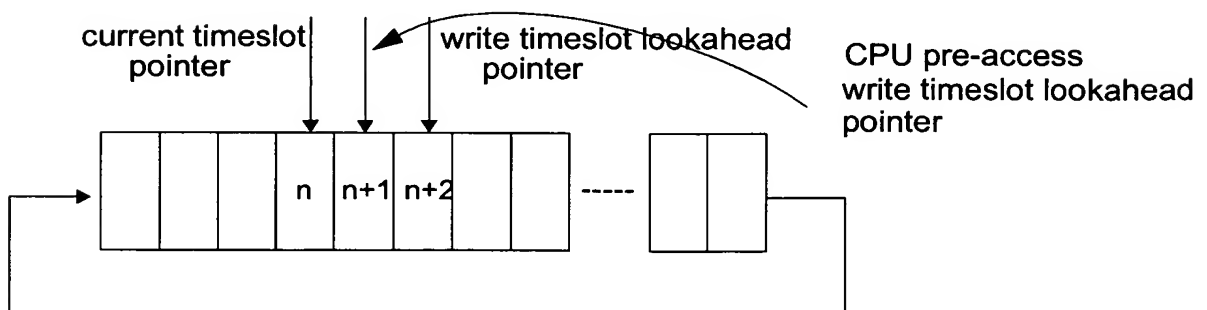 current timeslot
pointer
write timeslot lookahead
pointer
CPU pre-access
write timeslot lookahead
pointer
n
n+1
n+2